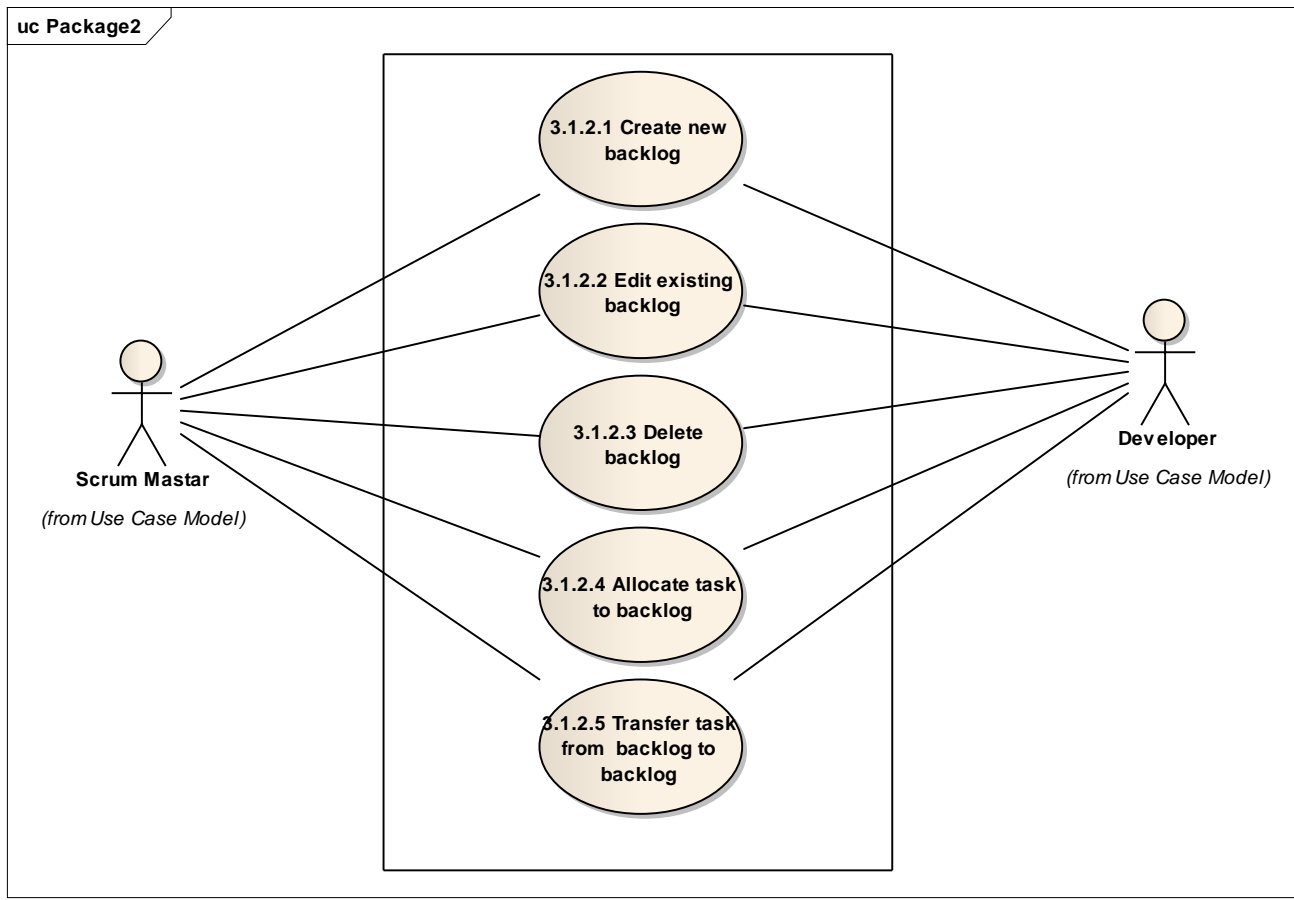 uc Package2
3.1.2.1 Create new
backlog
3.1.2.2 Edit existing
backlog
3.1.2.3 Delete
backlog
3.1.2.4 Allocate task
to backlog
3.1.2.5 Transfer task
from backlog to
backlog
Scrum Mastar
(from Use Case Model)
Developer
(from Use Case Model)